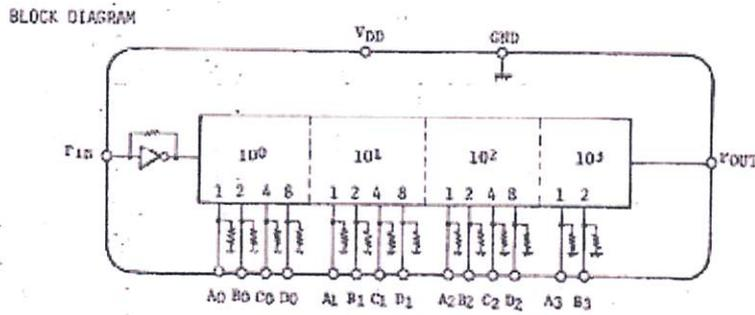 BLOCK DIAGRAM
VDD GND
FIN 10⁰ 10¹ 10² 10³ FOUT
1 2 4 8 1 2 4 8 1 2 4 8 1 2
A0 B0 C0 D0 A1 B1 C1 D1 A2 B2 C2 D2 A3 B3